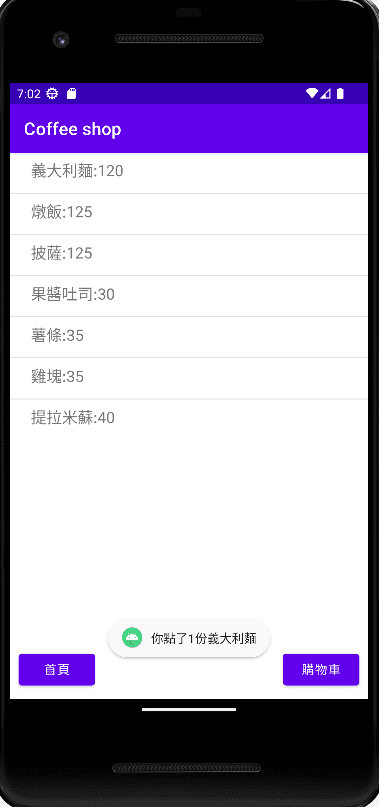 7:02
Coffee shop
義大利麵:120
燉飯:125
披薩:125
果醬吐司:30
薯條:35
雞塊:35
提拉米蘇:40
你點了1份義大利麵
首頁
購物車